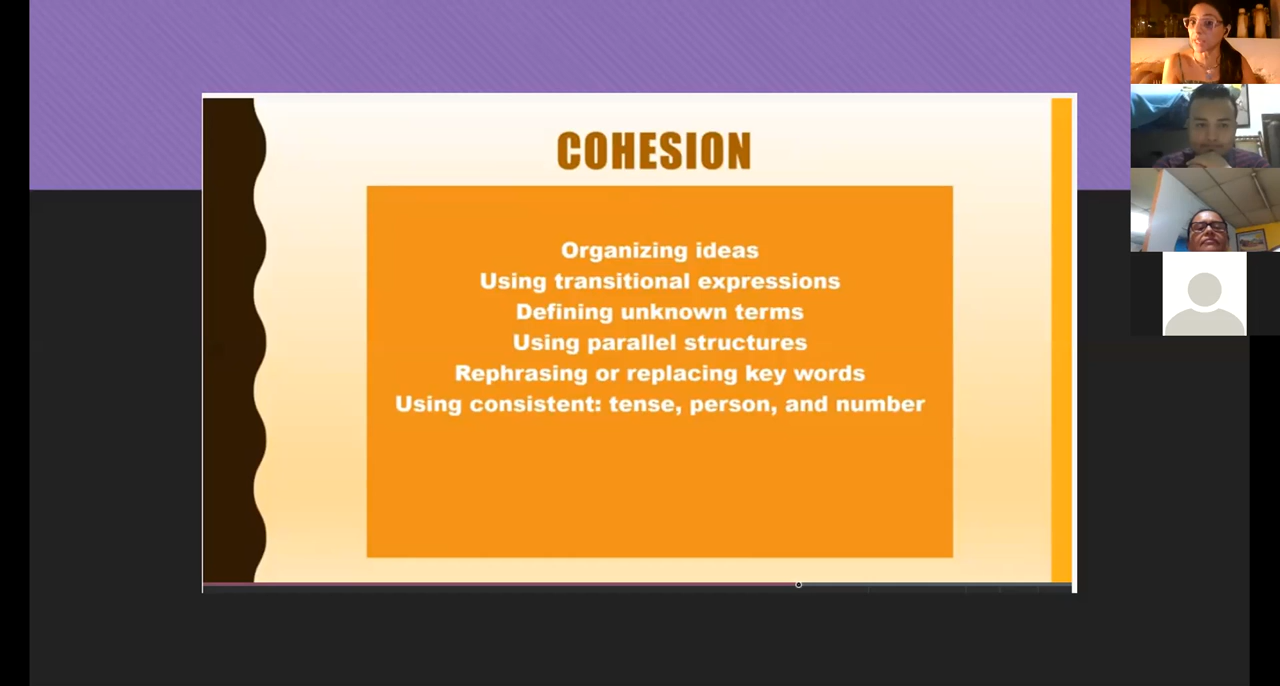 COHESION
Organizing ideas
Using transitional expressions
Defining unknown terms
Using parallel structures
Rephrasing or replacing key words
Using consistent: tense, person, and number